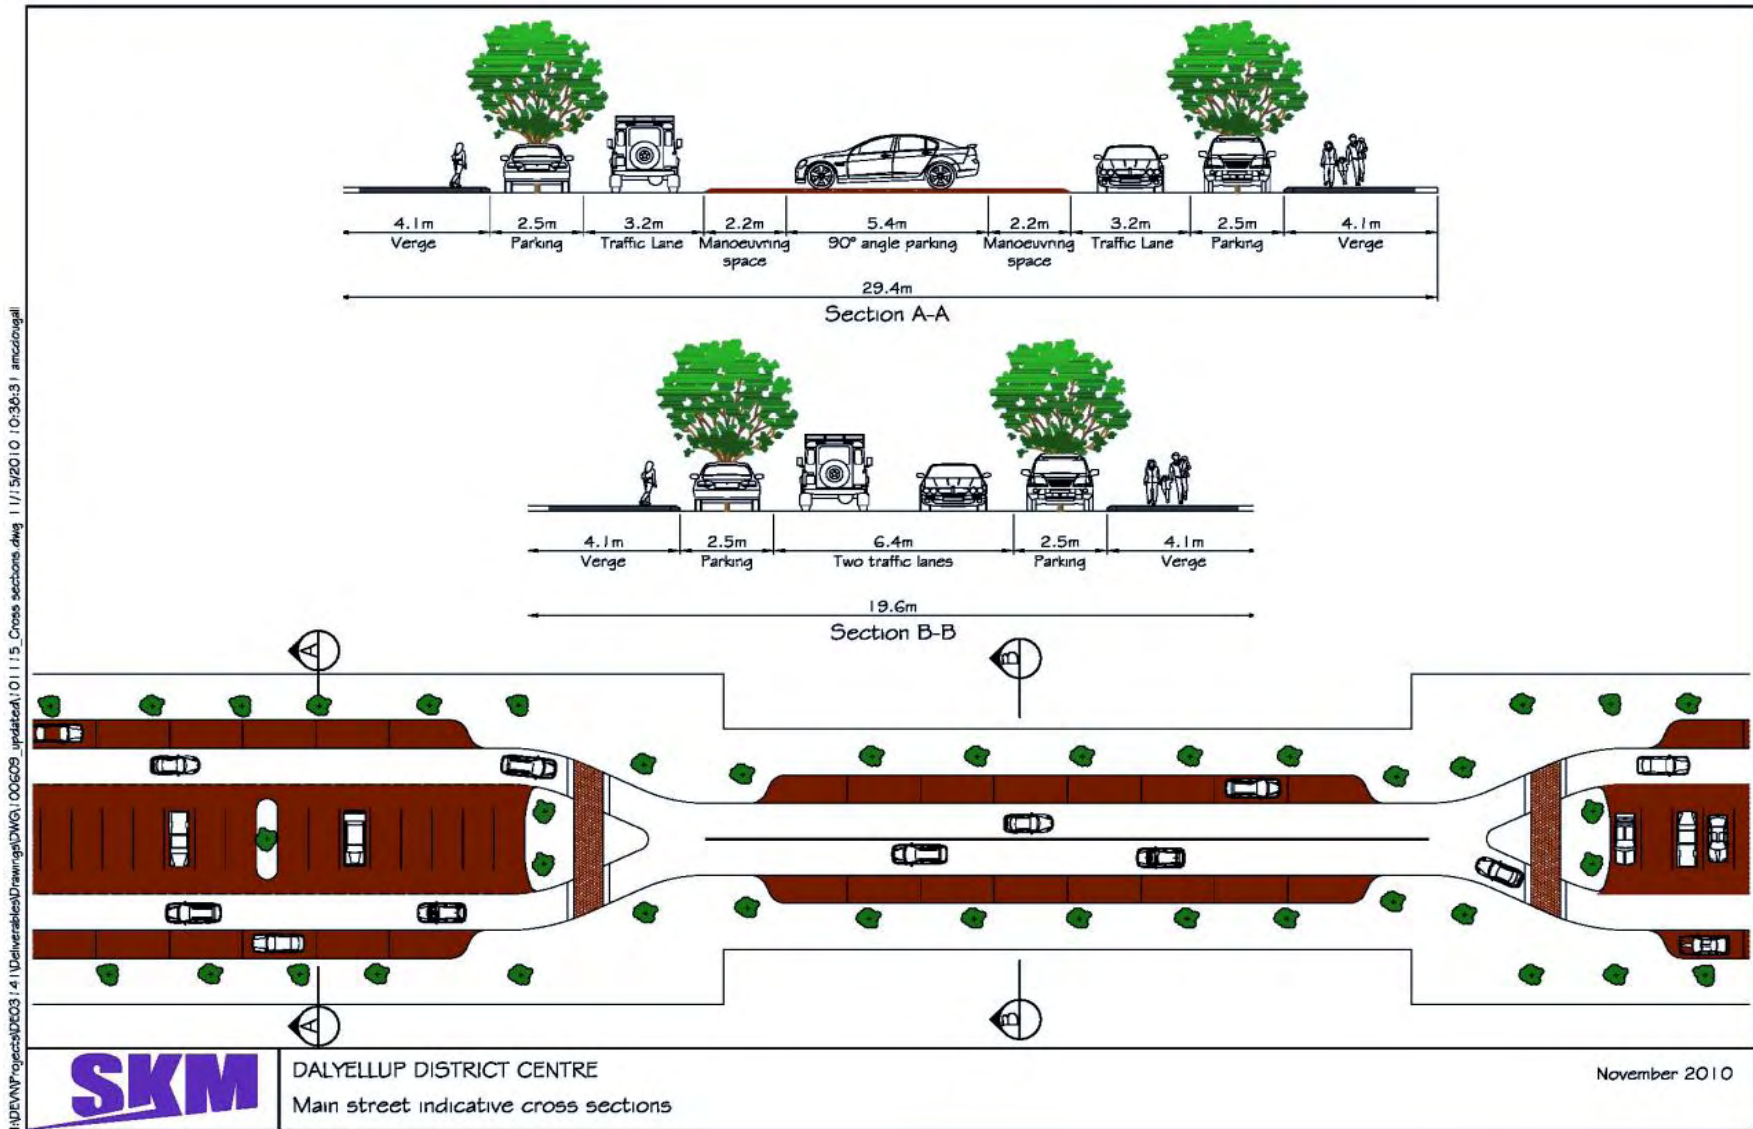 4.1m 2.5m 3.2m 2.2m 5.4m 2.2m 3.2m 2.5m 4.1m
Verge Parking Traffic Lane Manoeuvring space 90° angle parking Manoeuvring space Traffic Lane Parking Verge
29.4m
Section A-A
4.1m 2.5m 6.4m 2.5m 4.1m
Verge Parking Two traffic lanes Parking Verge
19.6m
Section B-B
A B
A B
SKM
DALYELLUP DISTRICT CENTRE
Main street indicative cross sections
November 2010